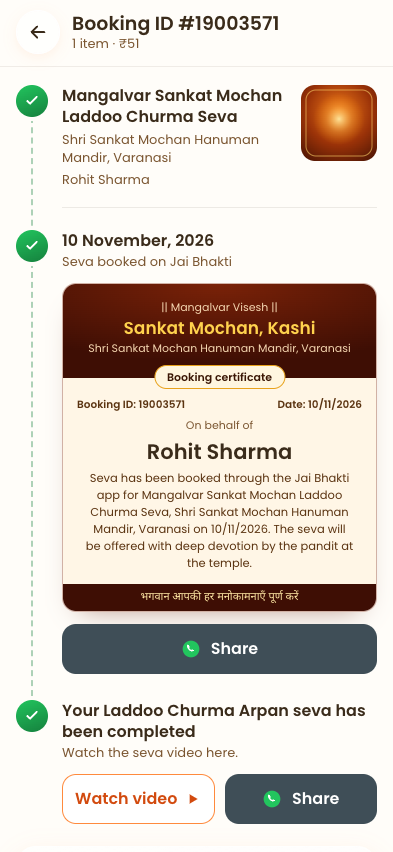 Booking ID #19003571
1 item · ₹51
Mangalvar Sankat Mochan
Laddoo Churma Seva
Shri Sankat Mochan Hanuman
Mandir, Varanasi
Rohit Sharma
10 November, 2026
Seva booked on Jai Bhakti
|| Mangalvar Visesh ||
Sankat Mochan, Kashi
Shri Sankat Mochan Hanuman Mandir, Varanasi
Booking certificate
Booking ID: 19003571 Date: 10/11/2026
On behalf of
Rohit Sharma
Seva has been booked through the Jai Bhakti
app for Mangalvar Sankat Mochan Laddoo
Churma Seva, Shri Sankat Mochan Hanuman
Mandir, Varanasi on 10/11/2026. The seva will
be offered with deep devotion by the pandit at
the temple.
भगवान आपकी हर मनोकामनाएँ पूर्ण करें
Share
Your Laddoo Churma Arpan seva has
been completed
Watch the seva video here.
Watch video Share